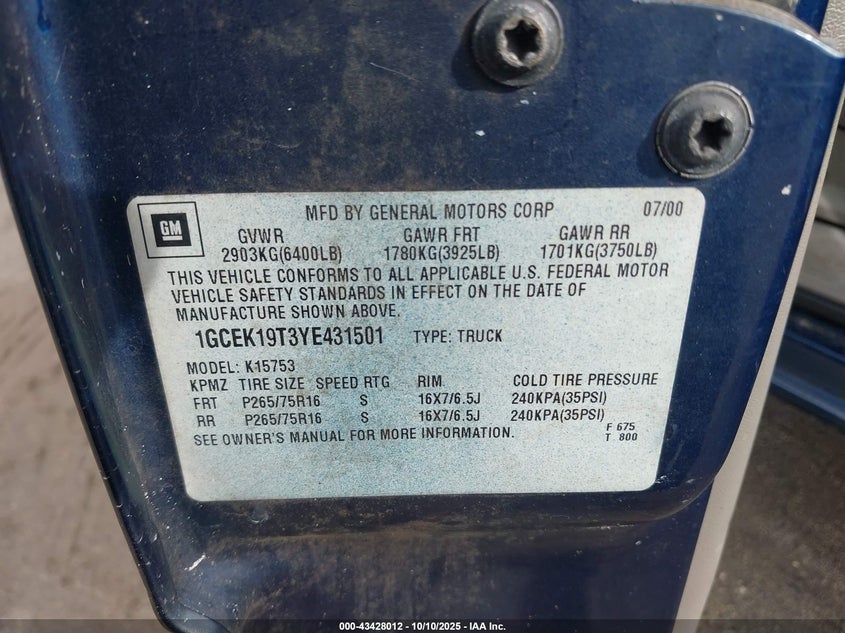 GM
MFD BY GENERAL MOTORS CORP 07/00
GVWR GAWR FRT GAWR RR
2903KG(6400LB) 1780KG(3925LB) 1701KG(3750LB)
THIS VEHICLE CONFORMS TO ALL APPLICABLE U.S. FEDERAL MOTOR
VEHICLE SAFETY STANDARDS IN EFFECT ON THE DATE OF
MANUFACTURE SHOWN ABOVE.
1GCEK19T3YE431501 TYPE: TRUCK
MODEL: K15753
KPMZ TIRE SIZE SPEED RTG RIM COLD TIRE PRESSURE
FRT P265/75R16 S 16X7/6.5J 240KPA(35PSI)
RR P265/75R16 S 16X7/6.5J 240KPA(35PSI)
SEE OWNER'S MANUAL FOR MORE INFORMATION. F 675
T 800
000-43428012 - 10/10/2025 - IAA Inc.